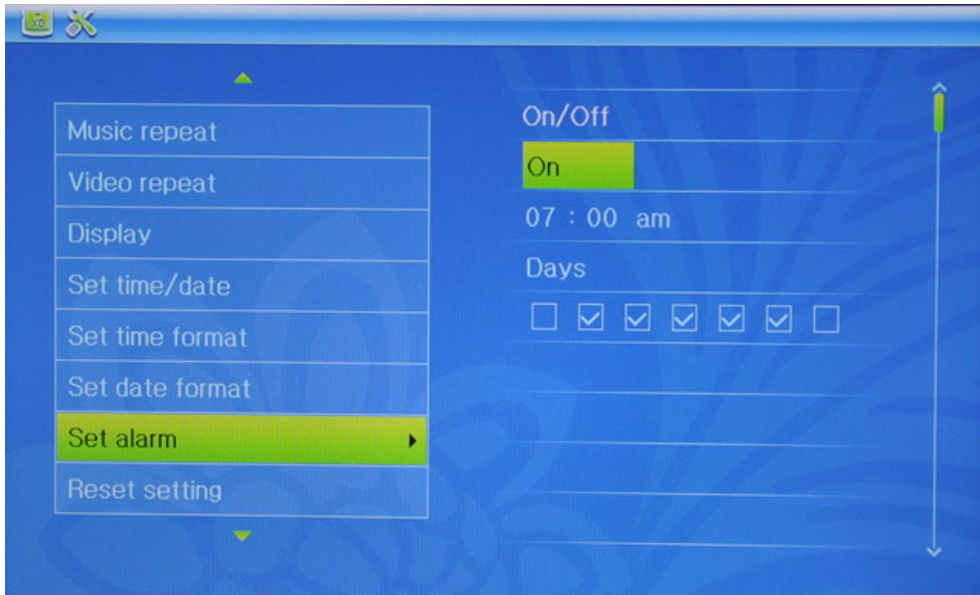 Music repeat
Video repeat
Display
Set time/date
Set time format
Set date format
Set alarm
Reset setting
On/Off
On
07 : 00 am
Days